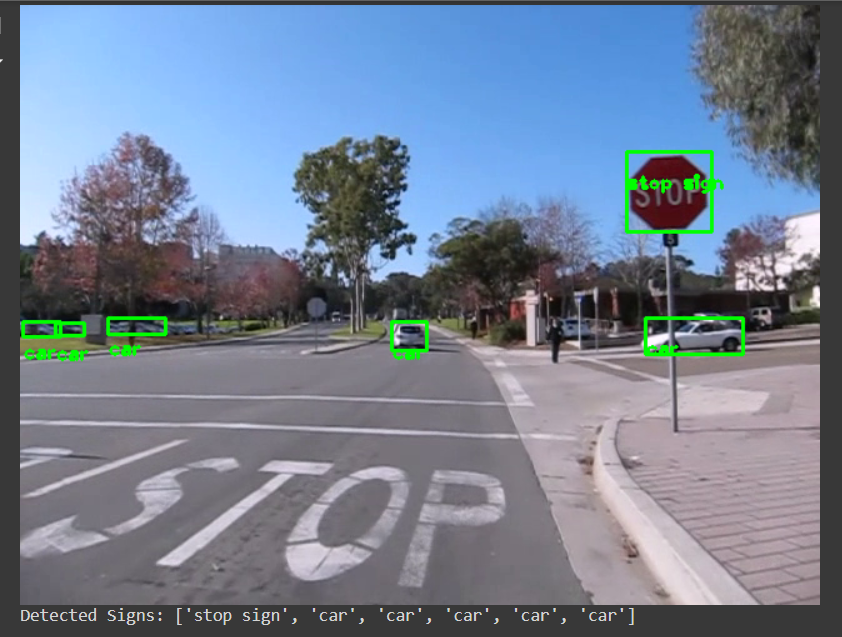 stop sign
STOP
carcar
car
car
car
STOP
Detected Signs: ['stop sign', 'car', 'car', 'car', 'car', 'car']